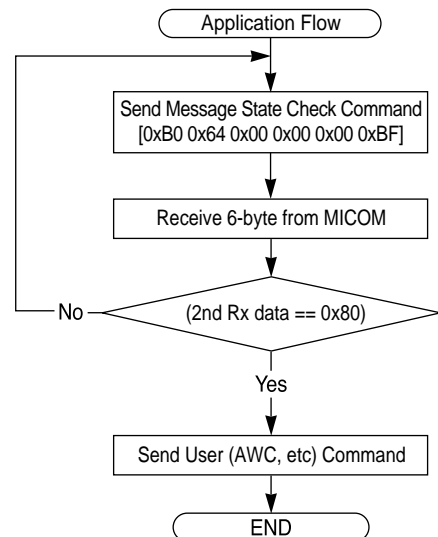 Application Flow
Send Message State Check Command
[0xB0 0x64 0x00 0x00 0x00 0xBF]
Receive 6-byte from MICOM
(2nd Rx data == 0x80)
No
Yes
Send User (AWC, etc) Command
END